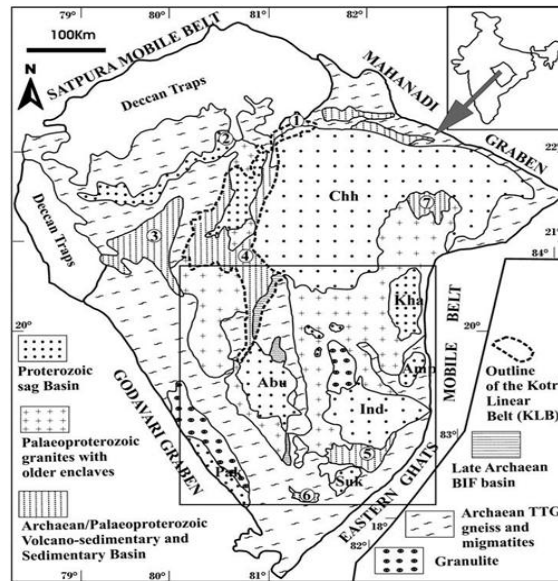 79° 80° 81° 82°
100Km
N
SATPURA MOBILE BELT
Deccan Traps
MAHANADI
GRABEN
1
2
22°
Chh
7
Deccan Traps
3
4
21°
84°
20°
Kha
20°
Amp
MOBILE BELT
Abu
Ind
83°
GODAVARI GRABEN
5
Pak
Suk
6
EASTERN GHATS
18°
79° 80° 81° 82°
Proterozoic
sag Basin
Palaeoproterozoic
granites with
older enclaves
Archaean/Palaeoproterozoic
Volcano-sedimentary and
Sedimentary Basin
Outline
of the Kotri
Linear
Belt (KLB)
Late Archaean
BIF basin
Archaean TTG
gneiss and
migmatites
Granulite